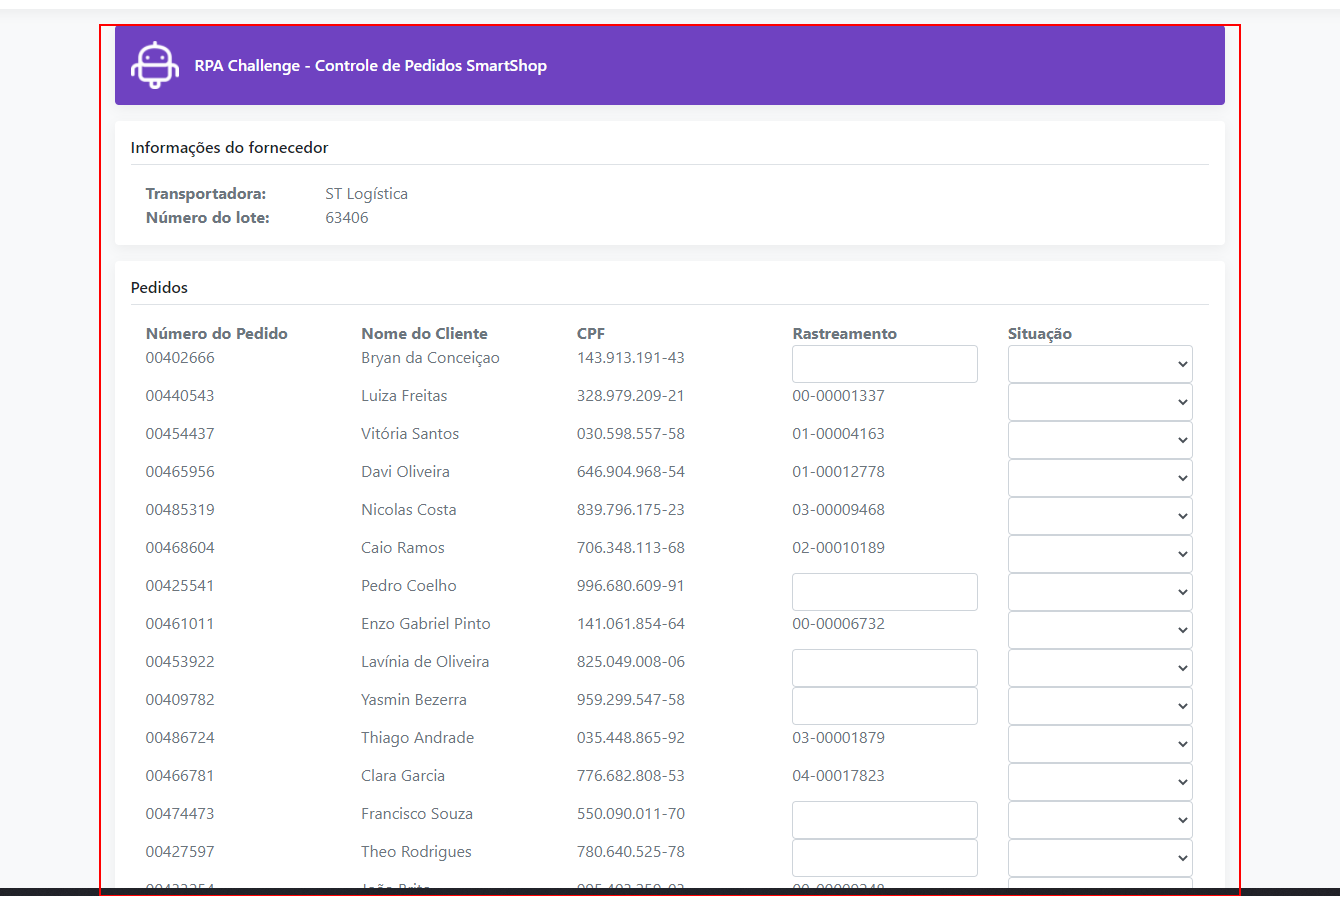 RPA Challenge - Controle de Pedidos SmartShop
Informações do fornecedor
Transportadora: ST Logística
Número do lote: 63406
Pedidos
Número do Pedido Nome do Cliente CPF Rastreamento Situação
00402666 Bryan da Conceiçao 143.913.191-43
00440543 Luiza Freitas 328.979.209-21 00-00001337
00454437 Vitória Santos 030.598.557-58 01-00004163
00465956 Davi Oliveira 646.904.968-54 01-00012778
00485319 Nicolas Costa 839.796.175-23 03-00009468
00468604 Caio Ramos 706.348.113-68 02-00010189
00425541 Pedro Coelho 996.680.609-91
00461011 Enzo Gabriel Pinto 141.061.854-64 00-00006732
00453922 Lavínia de Oliveira 825.049.008-06
00409782 Yasmin Bezerra 959.299.547-58
00486724 Thiago Andrade 035.448.865-92 03-00001879
00466781 Clara Garcia 776.682.808-53 04-00017823
00474473 Francisco Souza 550.090.011-70
00427597 Theo Rodrigues 780.640.525-78